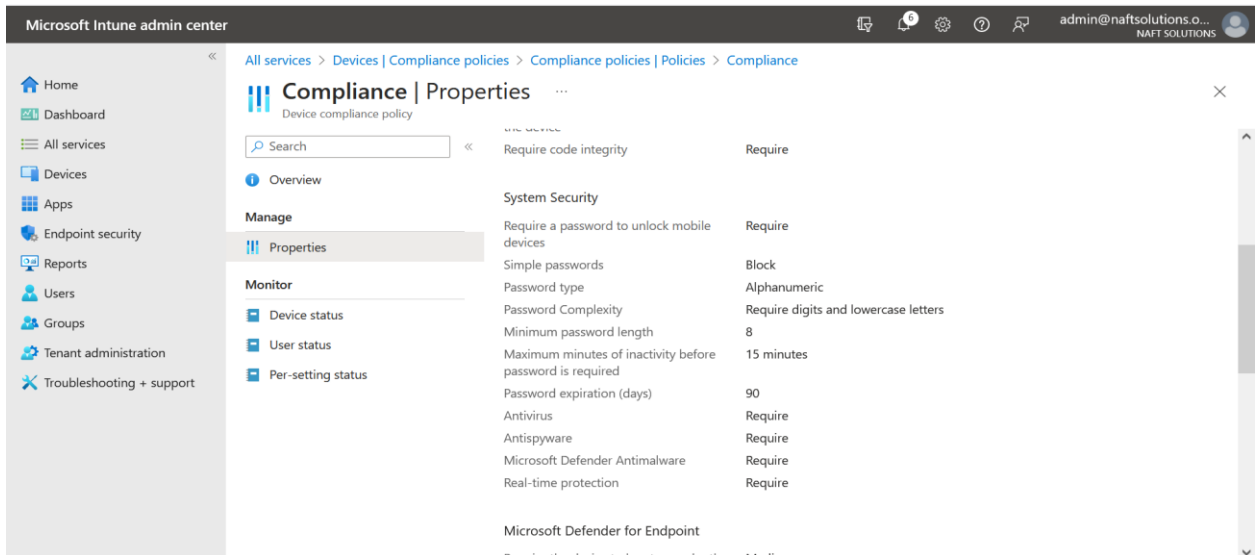 Microsoft Intune admin center
6
admin@naftsolutions.o...
NAFT SOLUTIONS
«
Home
Dashboard
All services
Devices
Apps
Endpoint security
Reports
Users
Groups
Tenant administration
Troubleshooting + support
All services > Devices | Compliance policies > Compliance policies | Policies > Compliance
Compliance | Properties ...
Device compliance policy
Search «
Overview
Manage
Properties
Monitor
Device status
User status
Per-setting status
the device
Require code integrity Require
System Security
Require a password to unlock mobile Require
devices
Simple passwords Block
Password type Alphanumeric
Password Complexity Require digits and lowercase letters
Minimum password length 8
Maximum minutes of inactivity before 15 minutes
password is required
Password expiration (days) 90
Antivirus Require
Antispyware Require
Microsoft Defender Antimalware Require
Real-time protection Require
Microsoft Defender for Endpoint